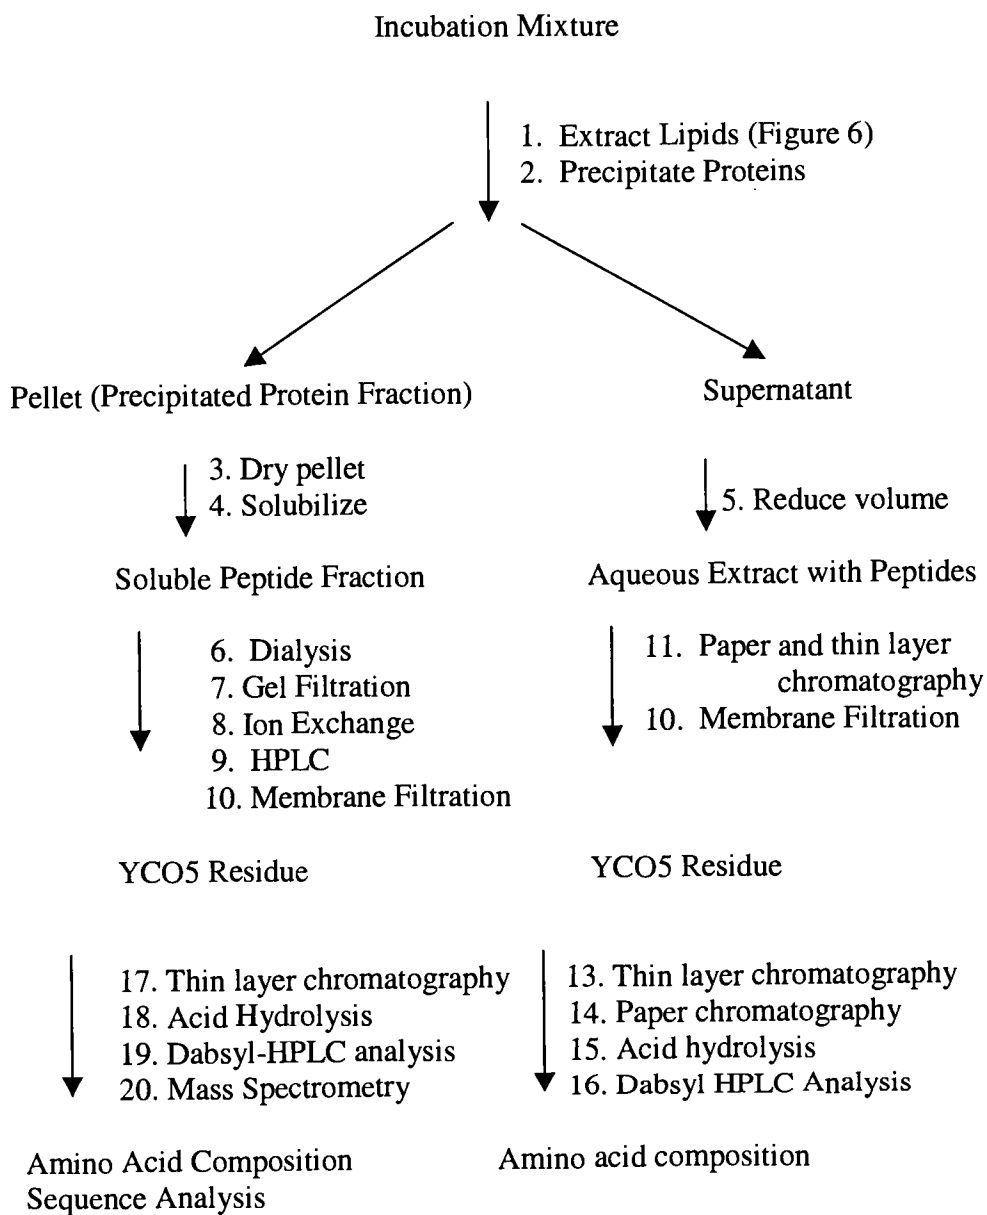 Incubation Mixture
1. Extract Lipids (Figure 6)
2. Precipitate Proteins
Pellet (Precipitated Protein Fraction)
Supernatant
3. Dry pellet
4. Solubilize
5. Reduce volume
Soluble Peptide Fraction
Aqueous Extract with Peptides
6. Dialysis
7. Gel Filtration
8. Ion Exchange
9. HPLC
10. Membrane Filtration
11. Paper and thin layer
chromatography
10. Membrane Filtration
YCO5 Residue
YCO5 Residue
17. Thin layer chromatography
18. Acid Hydrolysis
19. Dabsyl-HPLC analysis
20. Mass Spectrometry
13. Thin layer chromatography
14. Paper chromatography
15. Acid hydrolysis
16. Dabsyl HPLC Analysis
Amino Acid Composition
Sequence Analysis
Amino acid composition